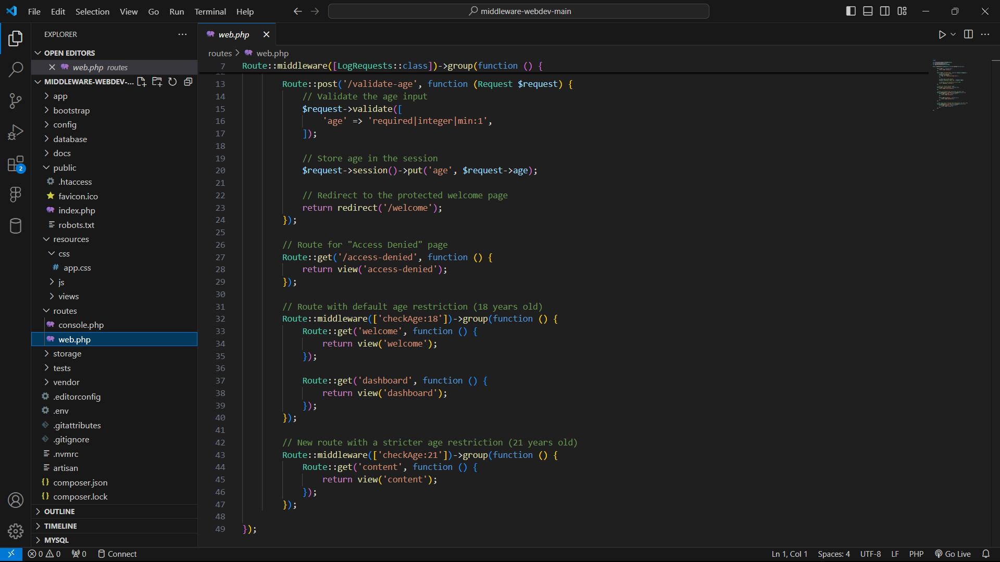 File Edit Selection View Go Run Terminal Help
middleware-webdev-main
EXPLORER
OPEN EDITORS
web.php routes
MIDDLEWARE-WEBDEV-...
app
bootstrap
config
database
docs
public
.htaccess
favicon.ico
index.php
robots.txt
resources
css
# app.css
js
views
routes
console.php
web.php
storage
tests
vendor
.editorconfig
.env
.gitattributes
.gitignore
.nvmrc
artisan
{} composer.json
{} composer.lock
OUTLINE
TIMELINE
MYSQL
2
web.php
routes > web.php
7 Route::middleware([LogRequests::class])->group(function () {
13 Route::post('/validate-age', function (Request $request) {
14 // Validate the age input
15 $request->validate([
16 'age' => 'required|integer|min:1',
17 ]);
18
19 // Store age in the session
20 $request->session()->put('age', $request->age);
21
22 // Redirect to the protected welcome page
23 return redirect('/welcome');
24 });
25
26 // Route for "Access Denied" page
27 Route::get('/access-denied', function () {
28 return view('access-denied');
29 });
30
31 // Route with default age restriction (18 years old)
32 Route::middleware(['checkAge:18'])->group(function () {
33 Route::get('welcome', function () {
34 return view('welcome');
35 });
36
37 Route::get('dashboard', function () {
38 return view('dashboard');
39 });
40 });
41
42 // New route with a stricter age restriction (21 years old)
43 Route::middleware(['checkAge:21'])->group(function () {
44 Route::get('content', function () {
45 return view('content');
46 });
47 });
48
49 });
0 0 0 Connect
Ln 1, Col 1 Spaces: 4 UTF-8 LF PHP Go Live